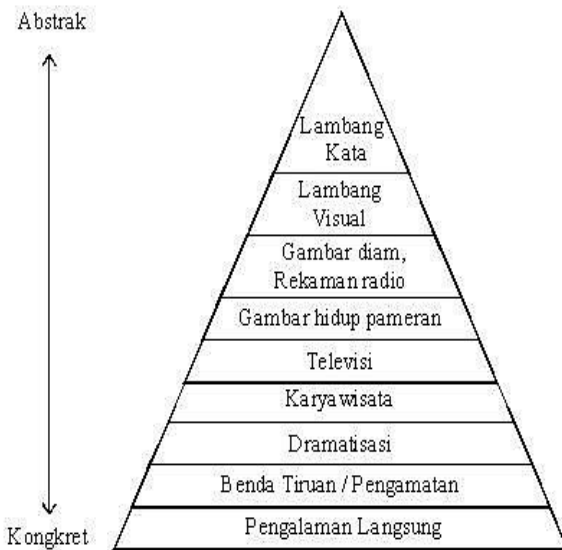 Abstrak
Lambang
Kata
Lambang
Visual
Gambar diam,
Rekaman radio
Gambar hidup pameran
Televisi
Karyawisata
Dramatisasi
Benda Tiruan / Pengamatan
Pengalaman Langsung
Kongkret